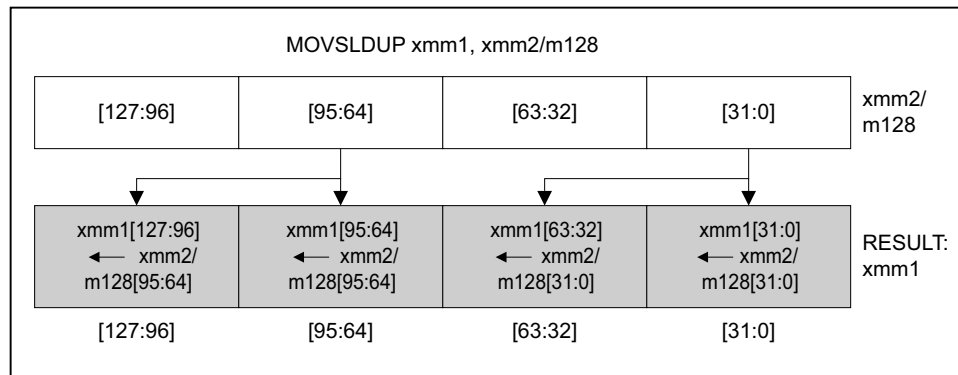 MOVSLDUP xmm1, xmm2/m128
[127:96] [95:64] [63:32] [31:0] xmm2/
m128
xmm1[127:96] xmm1[95:64] xmm1[63:32] xmm1[31:0] RESULT:
← xmm2/ ← xmm2/ ← xmm2/ ← xmm2/ xmm1
m128[95:64] m128[95:64] m128[31:0] m128[31:0]
[127:96] [95:64] [63:32] [31:0]